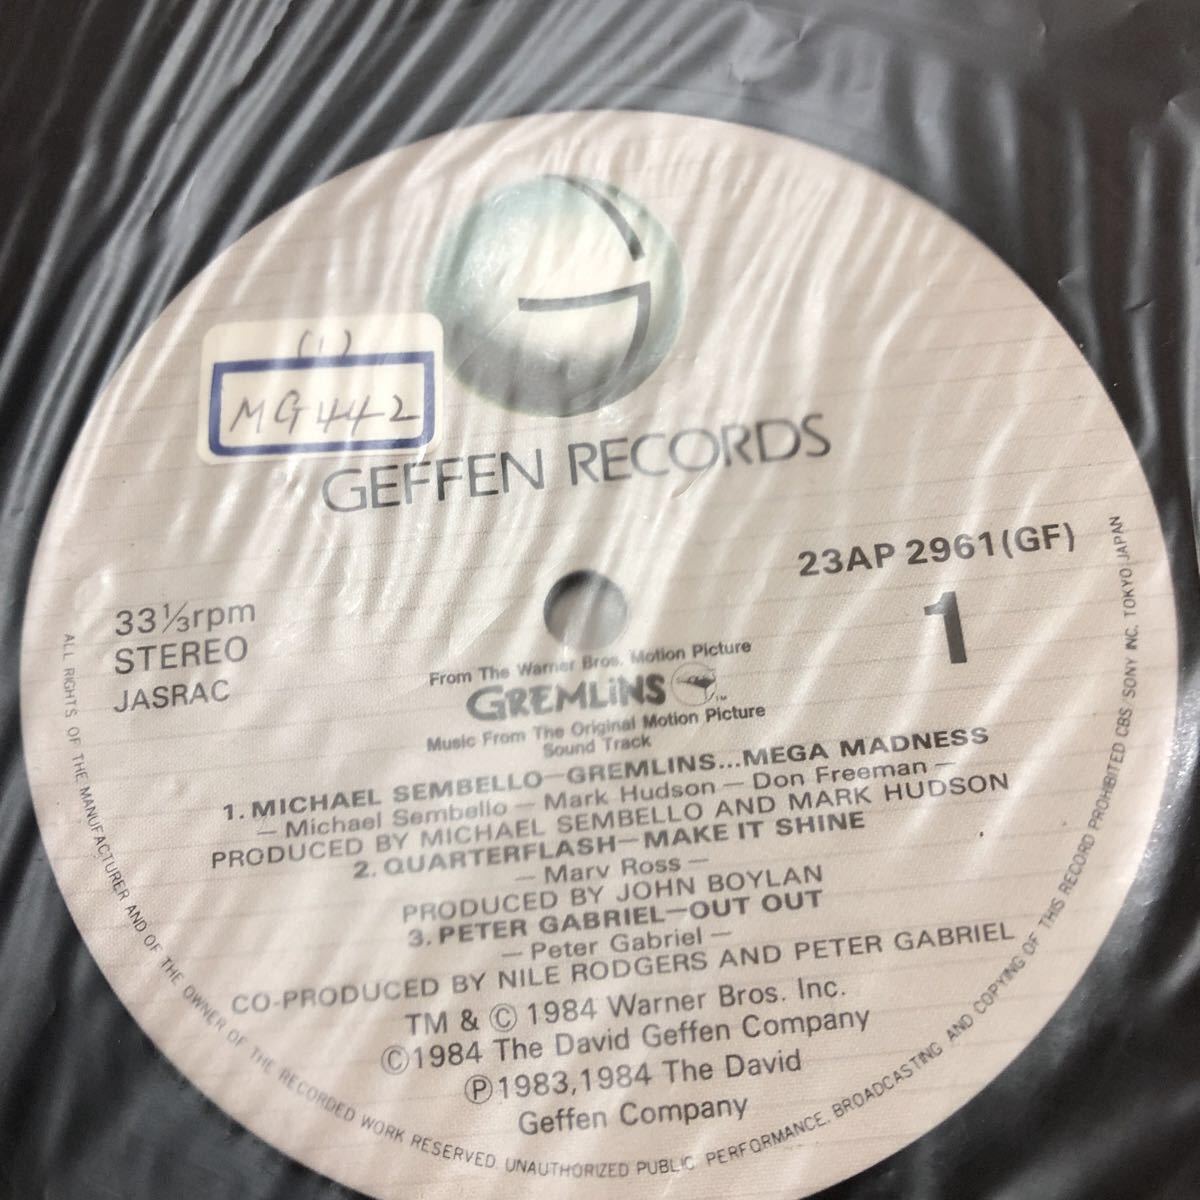 (1)
MG442
GEFFEN RECORDS
23AP 2961(GF)
1
33⅓rpm
STEREO
JASRAC
From The Warner Bros. Motion Picture
GREMLiNS TM
Music From The Original Motion Picture
Sound Track
1. MICHAEL SEMBELLO—GREMLINS...MEGA MADNESS
— Michael Sembello — Mark Hudson — Don Freeman —
PRODUCED BY MICHAEL SEMBELLO AND MARK HUDSON
2. QUARTERFLASH—MAKE IT SHINE
— Marv Ross —
PRODUCED BY JOHN BOYLAN
3. PETER GABRIEL—OUT OUT
— Peter Gabriel —
CO-PRODUCED BY NILE RODGERS AND PETER GABRIEL
TM & © 1984 Warner Bros. Inc.
©1984 The David Geffen Company
Ⓟ1983,1984 The David
Geffen Company
ALL RIGHTS OF THE MANUFACTURER AND OF THE OWNER OF THE RECORDED WORK RESERVED. UNAUTHORIZED PUBLIC PERFORMANCE, BROADCASTING AND COPYING OF THIS RECORD PROHIBITED CBS/SONY INC. TOKYO JAPAN